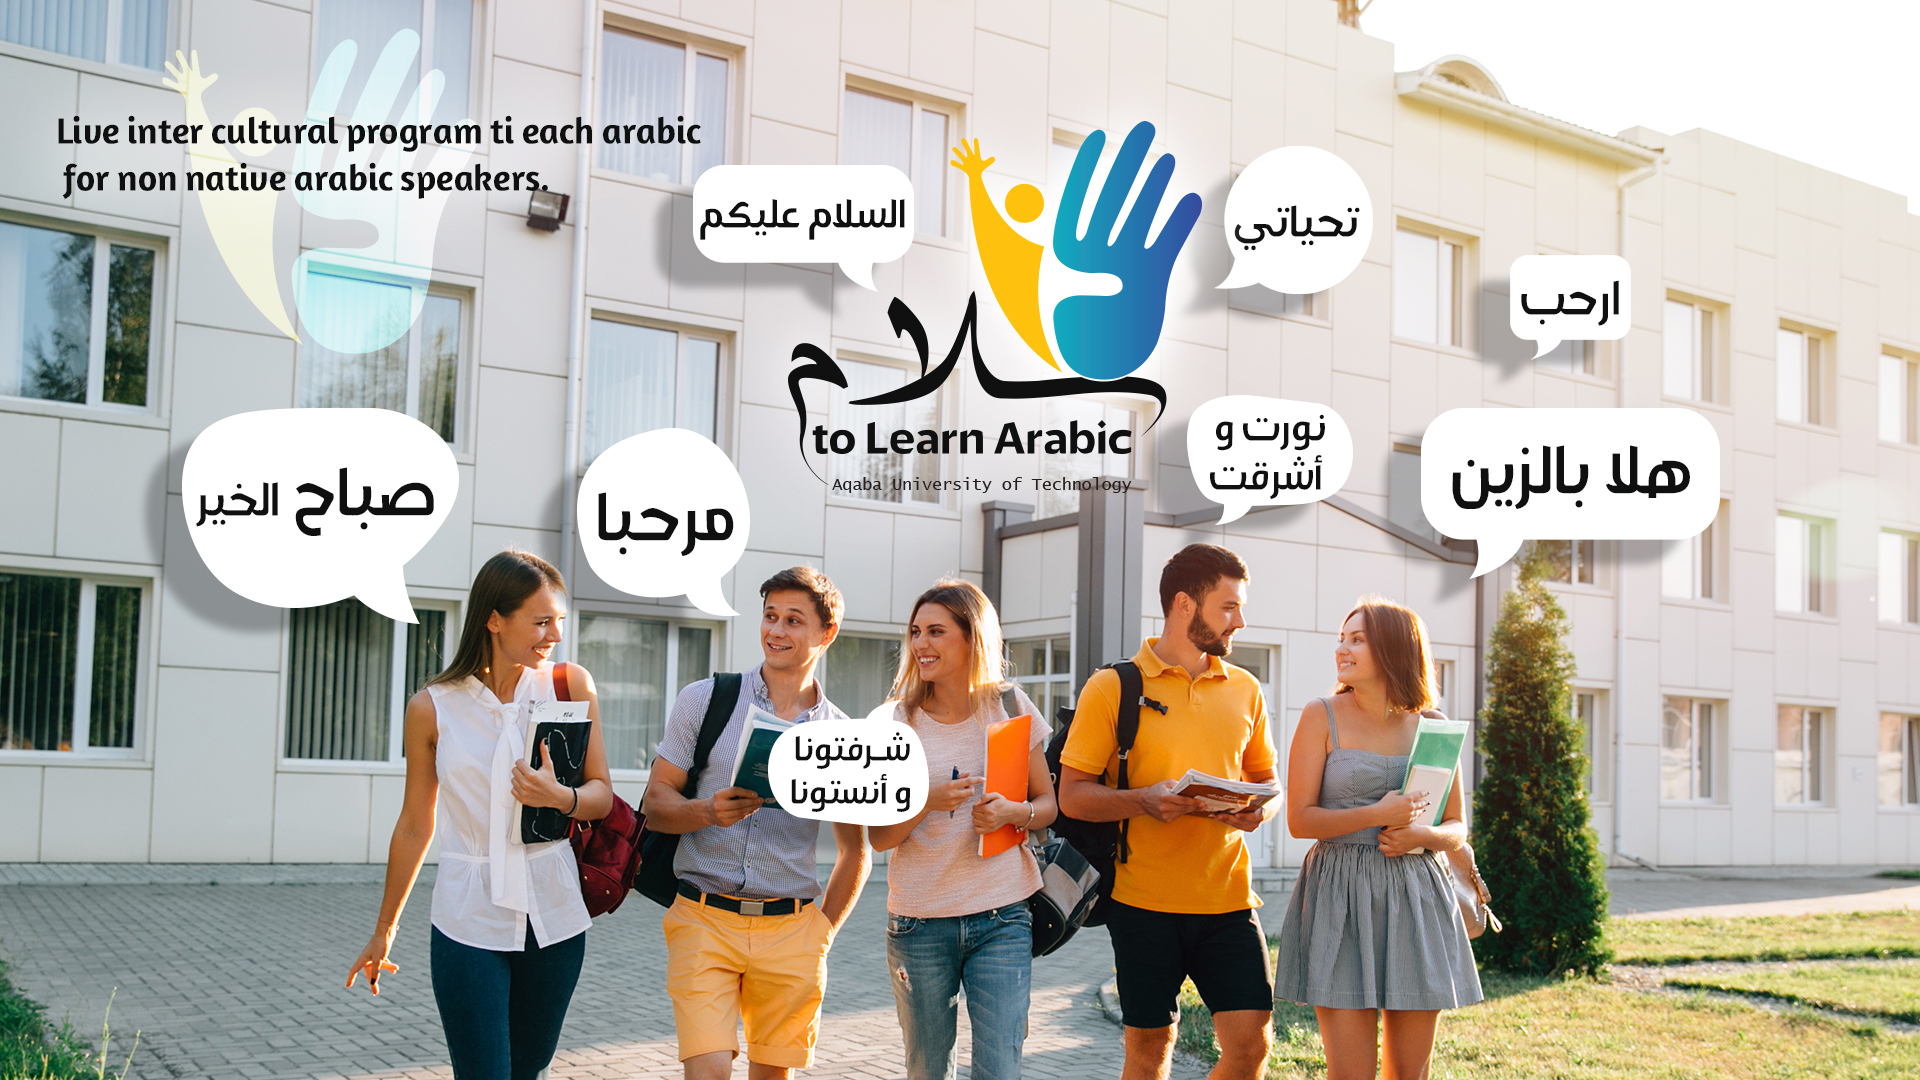 Live inter cultural program ti each arabic
for non native arabic speakers.
السلام عليكم
تحياتي
ارحب
سلام
to Learn Arabic
Aqaba University of Technology
صباح الخير
مرحبا
نورت و
أشرقت
هلا بالزين
شرفتونا
و أنستونا